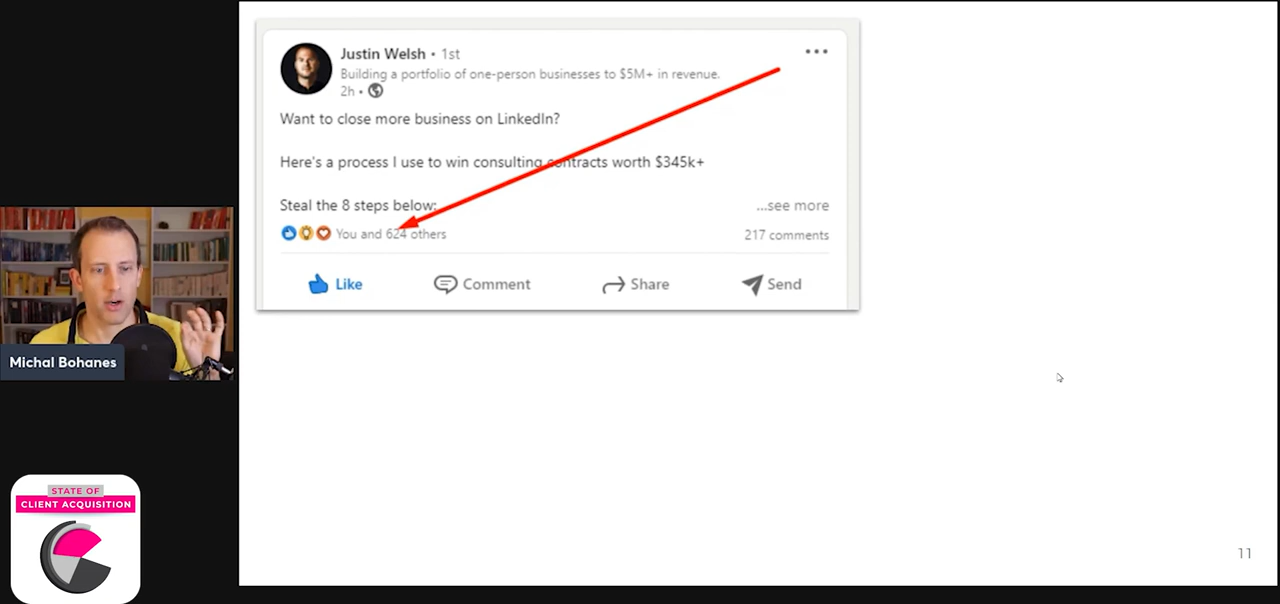 Justin Welsh • 1st
Building a portfolio of one-person businesses to $5M+ in revenue.
2h •
Want to close more business on LinkedIn?
Here's a process I use to win consulting contracts worth $345k+
Steal the 8 steps below:
...see more
You and 624 others
217 comments
Like
Comment
Share
Send
Michal Bohanes
STATE OF
CLIENT ACQUISITION
11